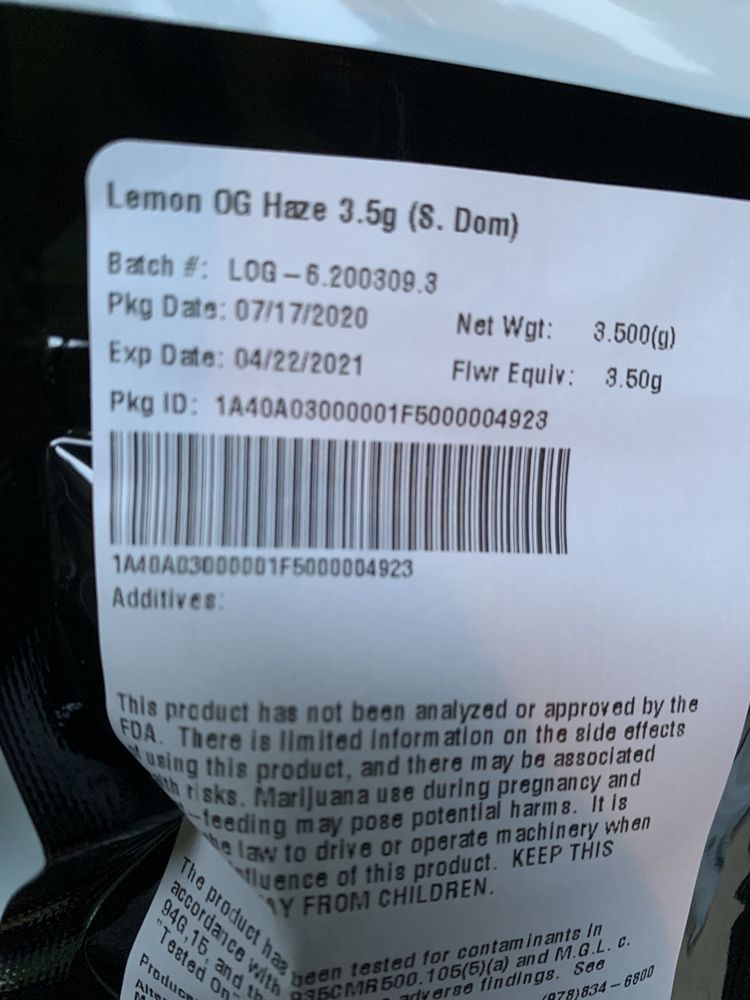 Lemon OG Haze 3.5g (S. Dom)
Batch #: LOG-6.200309.3
Pkg Date: 07/17/2020
Net Wgt: 3.500(g)
Exp Date: 04/22/2021
Flwr Equiv: 3.50g
Pkg ID: 1A40A03000001F5000004923
1A40A03000001F5000004923
Additives:
This product has not been analyzed or approved by the
FDA. There is limited information on the side effects
using this product, and there may be associated
risks. Marijuana use during pregnancy and
-feeding may pose potential harms. It is
law to drive or operate machinery when
of this product. KEEP THIS
FROM CHILDREN.
The product has been tested for contaminants in
accordance with 935CMR500.105(5)(a) and M.G.L. c.
94G,15, and adverse findings. See
"Tested On
(978)834-6800